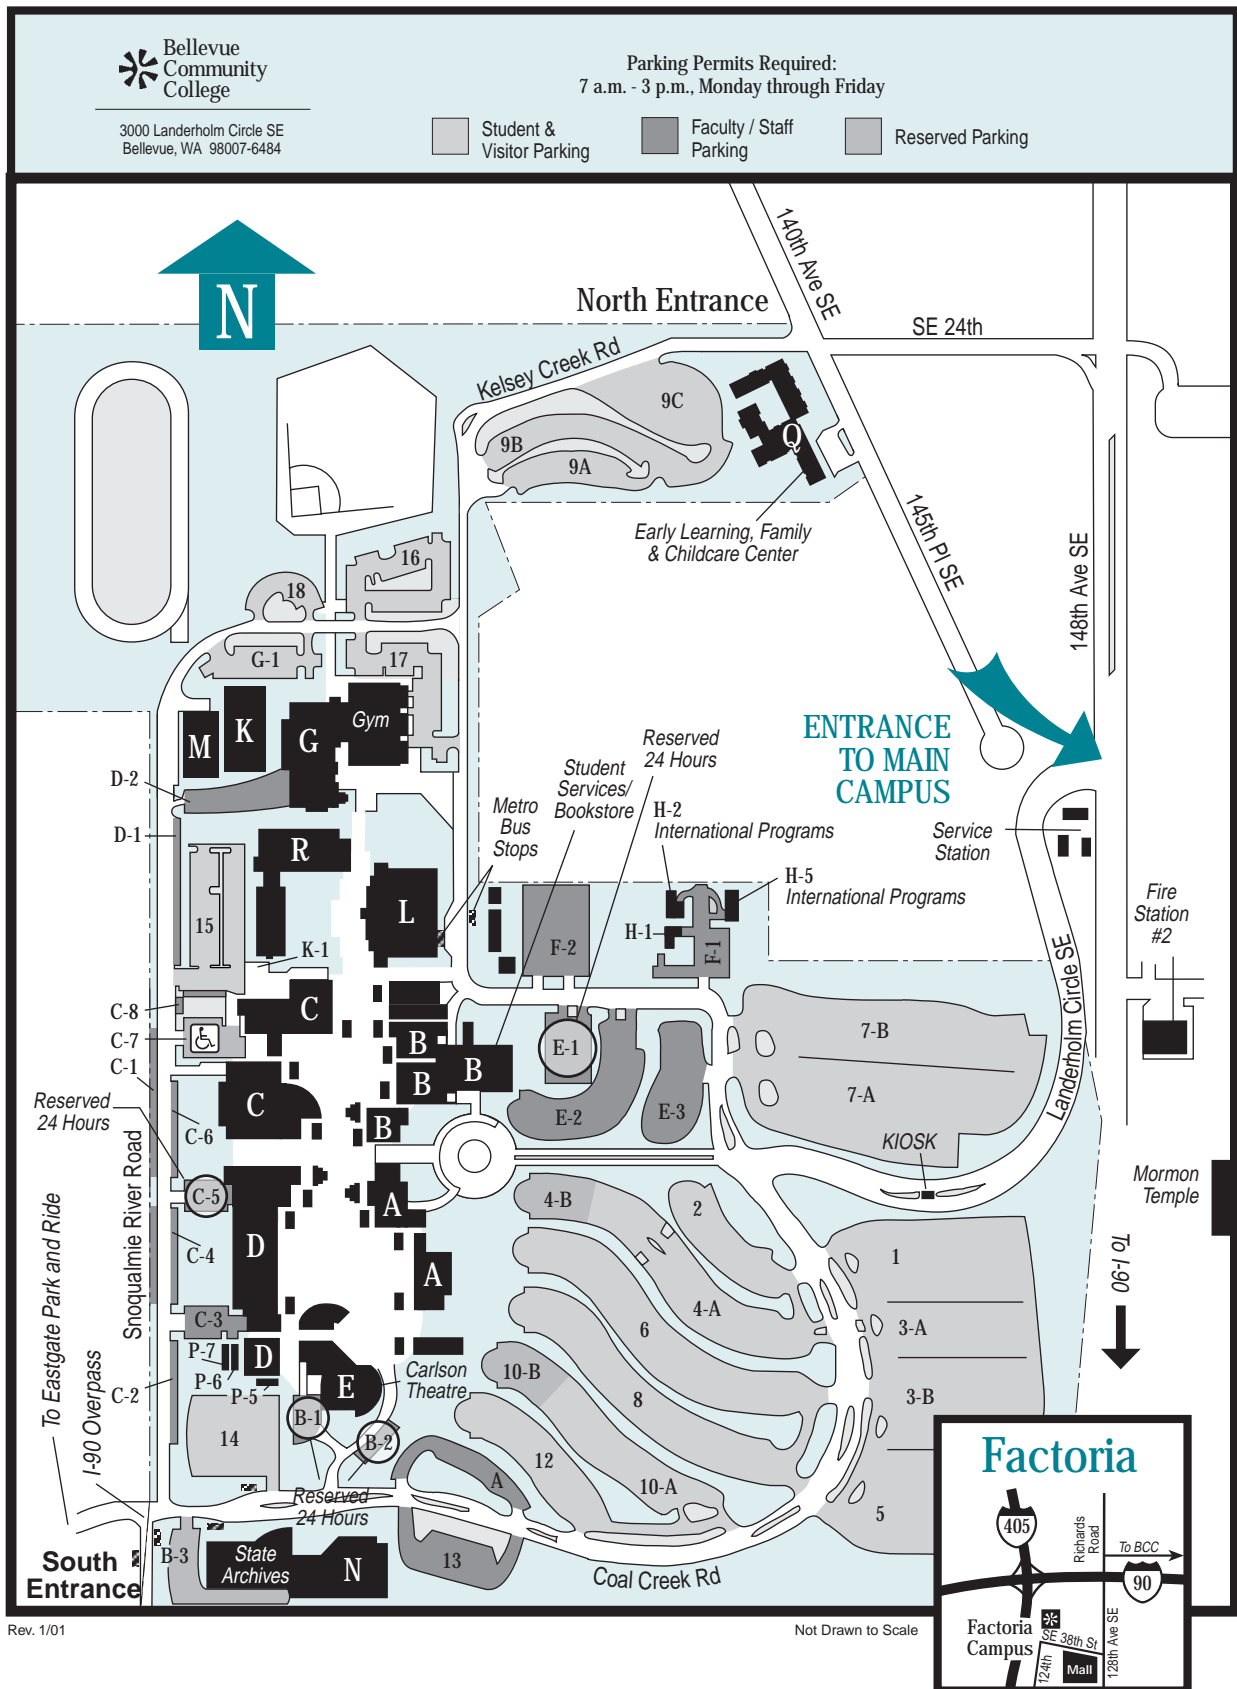 Bellevue
Community
College
3000 Landerholm Circle SE
Bellevue, WA  98007-6484
Parking Permits Required:
7 a.m. - 3 p.m., Monday through Friday
Student &
Visitor Parking
Faculty / Staff
Parking
Reserved Parking
N
North Entrance
140th Ave SE
SE 24th
Kelsey Creek Rd
9C
9B
9A
Q
Early Learning, Family
& Childcare Center
145th Pl SE
148th Ave SE
16
18
G-1
17
M
K
G
Gym
D-2
D-1
ENTRANCE
TO MAIN
CAMPUS
Reserved
24 Hours
Student
Services/
Bookstore
Metro
Bus
Stops
H-2
International Programs
H-5
International Programs
H-1
Service
Station
Fire
Station
#2
R
L
15
K-1
F-2
F-1
Landerholm Circle SE
C-8
C-7
C-1
C
B
B
B
E-1
7-B
7-A
Reserved
24 Hours
C-6
C
B
E-2
E-3
KIOSK
Mormon
Temple
Snoqualmie River Road
C-5
A
4-B
2
To Eastgate Park and Ride
C-4
D
A
1
To I-90
4-A
C-3
6
3-A
P-7
P-6
P-5
D
E
Carlson
Theatre
10-B
8
3-B
C-2
I-90 Overpass
B-1
B-2
14
12
10-A
A
5
Reserved
24 Hours
South
Entrance
B-3
State
Archives
N
13
Coal Creek Rd
Factoria
405
Richards
Road
To BCC
90
Factoria
Campus
SE 38th St
124th
Mall
128th Ave SE
Rev. 1/01
Not Drawn to Scale